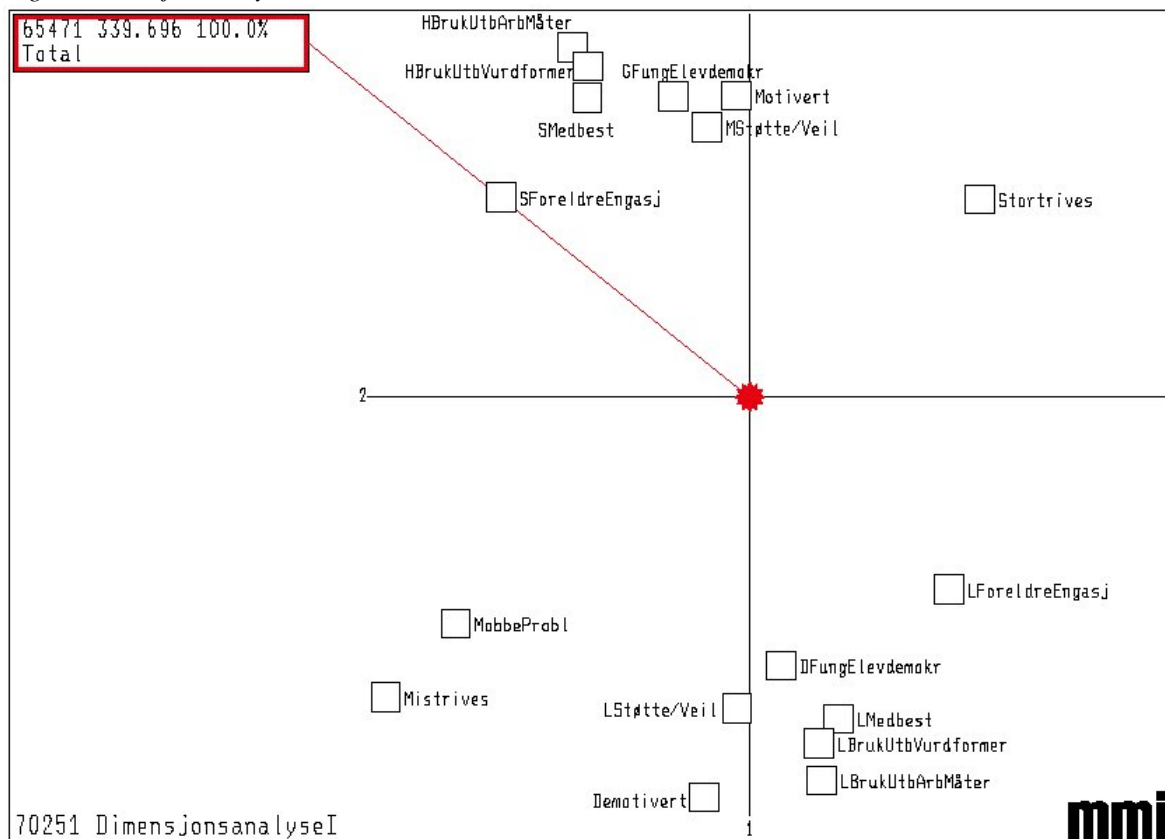 65471 339.696 100.0%
Total
HBrukUtbArbMåter
HBrukUtbVurdformer
GFungElevdemokr
Motivert
SMedbest
MStøtte/Veil
SForeldreEngasj
Stortrives
2
LForeldreEngasj
MobbeProbl
DFungElevdemokr
Mistrives
LStøtte/Veil
LMedbest
LBrukUtbVurdformer
LBrukUtbArbMåter
Demotivert
70251 DimensjonsanalyseI
1
mmi